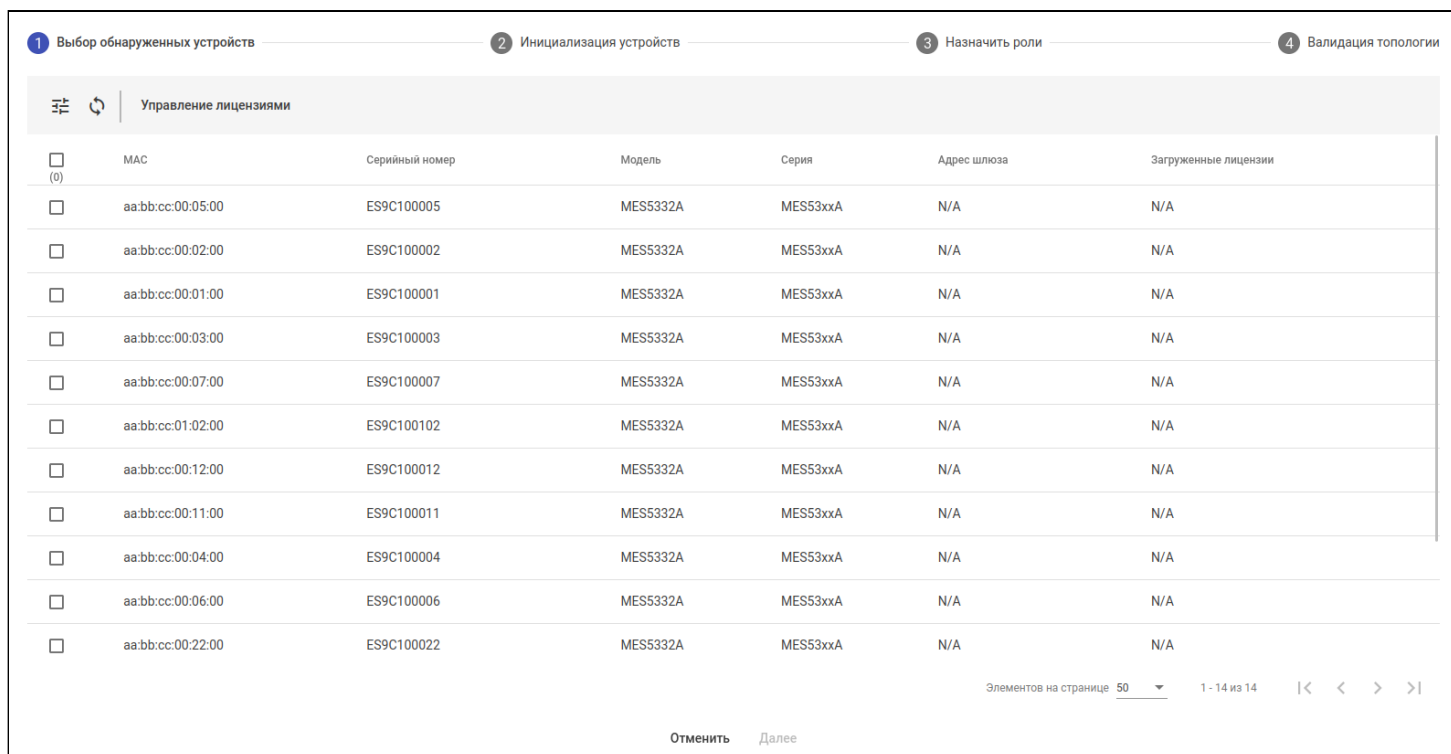 1 Выбор обнаруженных устройств 2 Инициализация устройств 3 Назначить роли 4 Валидация топологии
Управление лицензиями
(0) MAC Серийный номер Модель Серия Адрес шлюза Загруженные лицензии
aa:bb:cc:00:05:00 ES9C100005 MES5332A MES53xxA N/A N/A
aa:bb:cc:00:02:00 ES9C100002 MES5332A MES53xxA N/A N/A
aa:bb:cc:00:01:00 ES9C100001 MES5332A MES53xxA N/A N/A
aa:bb:cc:00:03:00 ES9C100003 MES5332A MES53xxA N/A N/A
aa:bb:cc:00:07:00 ES9C100007 MES5332A MES53xxA N/A N/A
aa:bb:cc:01:02:00 ES9C100102 MES5332A MES53xxA N/A N/A
aa:bb:cc:00:12:00 ES9C100012 MES5332A MES53xxA N/A N/A
aa:bb:cc:00:11:00 ES9C100011 MES5332A MES53xxA N/A N/A
aa:bb:cc:00:04:00 ES9C100004 MES5332A MES53xxA N/A N/A
aa:bb:cc:00:06:00 ES9C100006 MES5332A MES53xxA N/A N/A
aa:bb:cc:00:22:00 ES9C100022 MES5332A MES53xxA N/A N/A
Элементов на странице 50 1 - 14 из 14
Отменить Далее